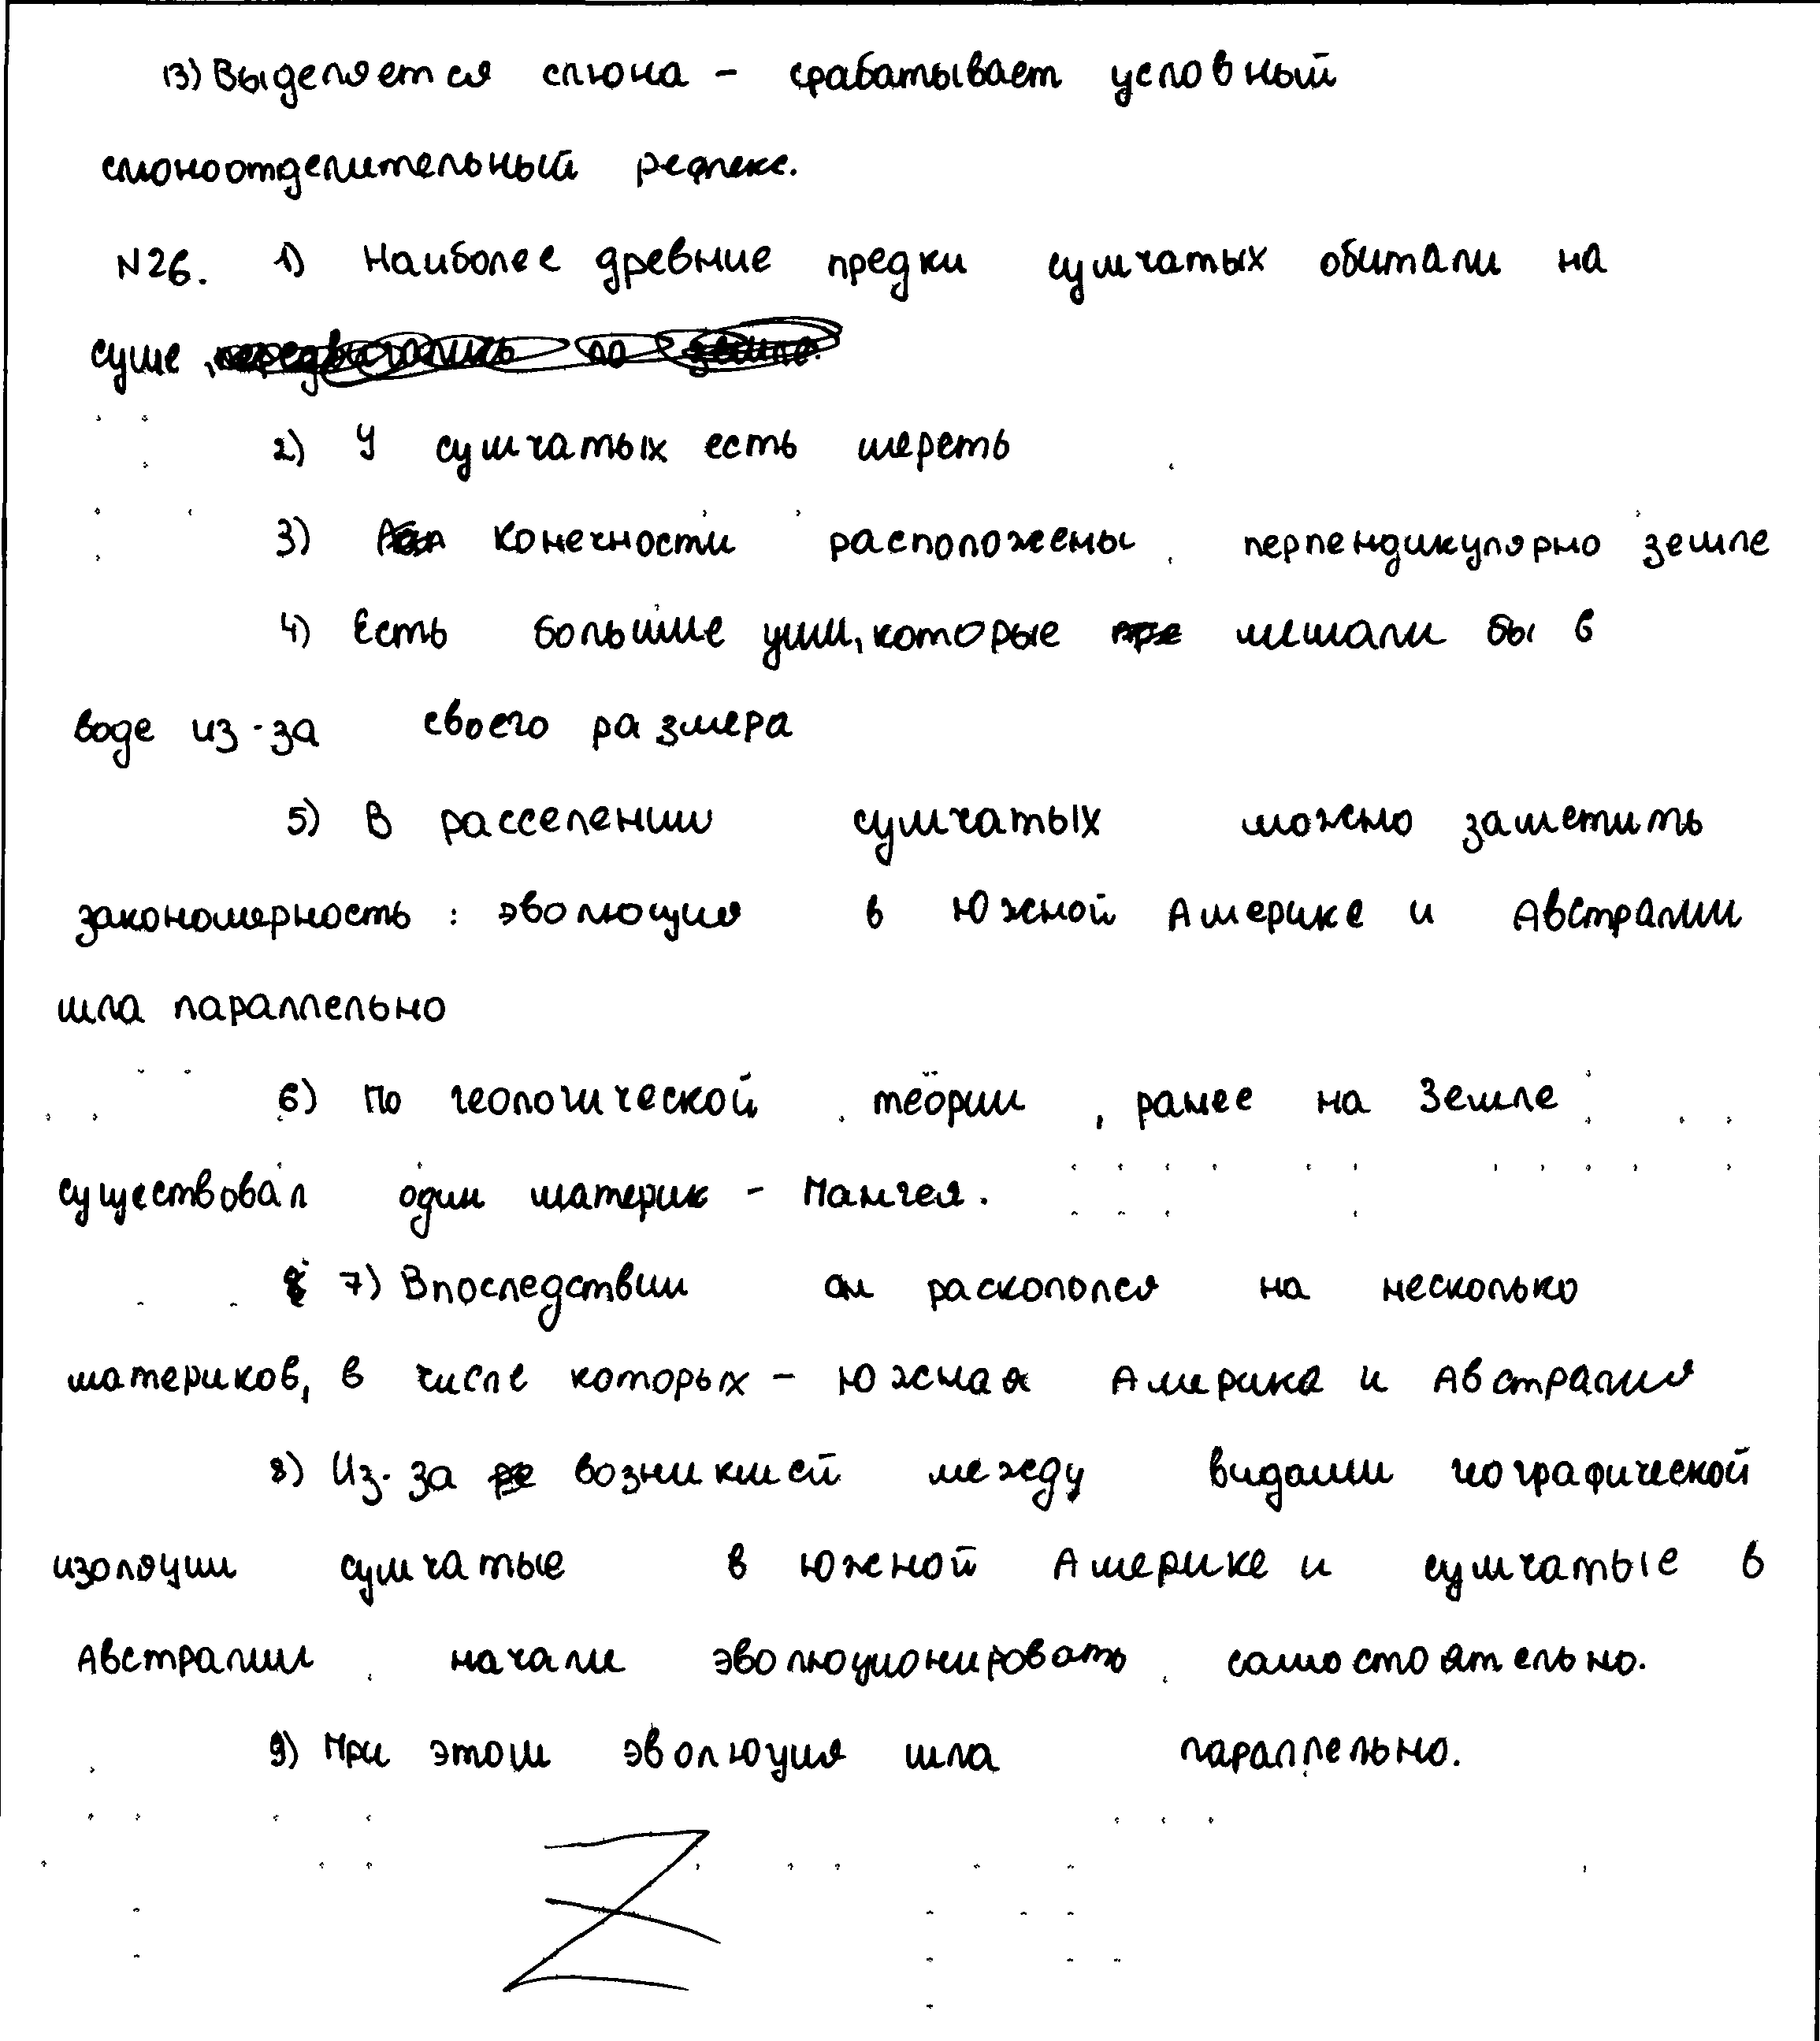 13) Выделяется слюна - срабатывает условный
слюноотделительный рефлекс.
N26. 1) Наиболее древние предки сумчатых обитали на
суше
2) У сумчатых есть шерсть
3) Конечности расположены перпендикулярно земле
4) Есть большие уши, которые мешали бы в
воде из-за своего размера
5) В расселении сумчатых можно заметить
закономерность: эволюция в Южной Америке и Австралии
шла параллельно
6) По геологической теории, ранее на Земле
существовал один материк - Пангея.
7) Впоследствии он раскололся на несколько
материков, в числе которых - Южная Америка и Австралия
8) Из-за возникшей между видами географической
изоляции сумчатые в Южной Америке и сумчатые в
Австралии начали эволюционировать самостоятельно.
9) При этом эволюция шла параллельно.
Z